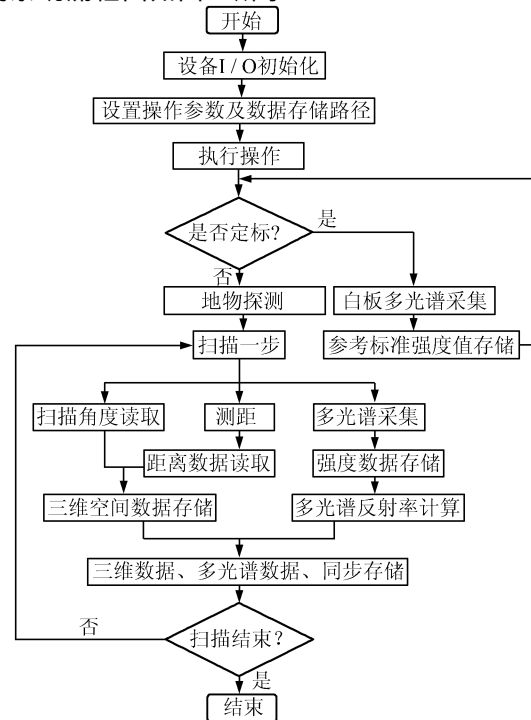 开始
设备I / O初始化
设置操作参数及数据存储路径
执行操作
是否定标?
是
否
地物探测
白板多光谱采集
扫描一步
参考标准强度值存储
扫描角度读取
测距
多光谱采集
距离数据读取
强度数据存储
三维空间数据存储
多光谱反射率计算
三维数据、多光谱数据、同步存储
否
扫描结束?
是
结束